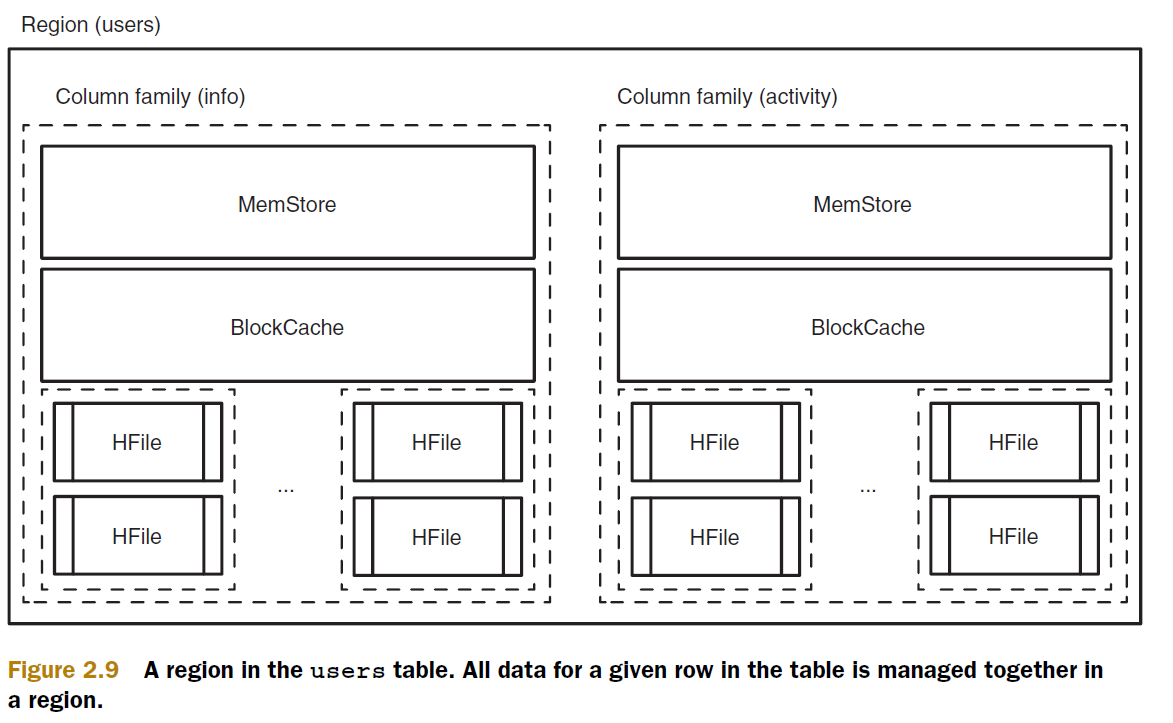 Region (users)
Column family (info)
Column family (activity)
MemStore
MemStore
BlockCache
BlockCache
HFile
HFile
HFile
HFile
...
...
HFile
HFile
HFile
HFile
Figure 2.9 A region in the users table. All data for a given row in the table is managed together in
a region.